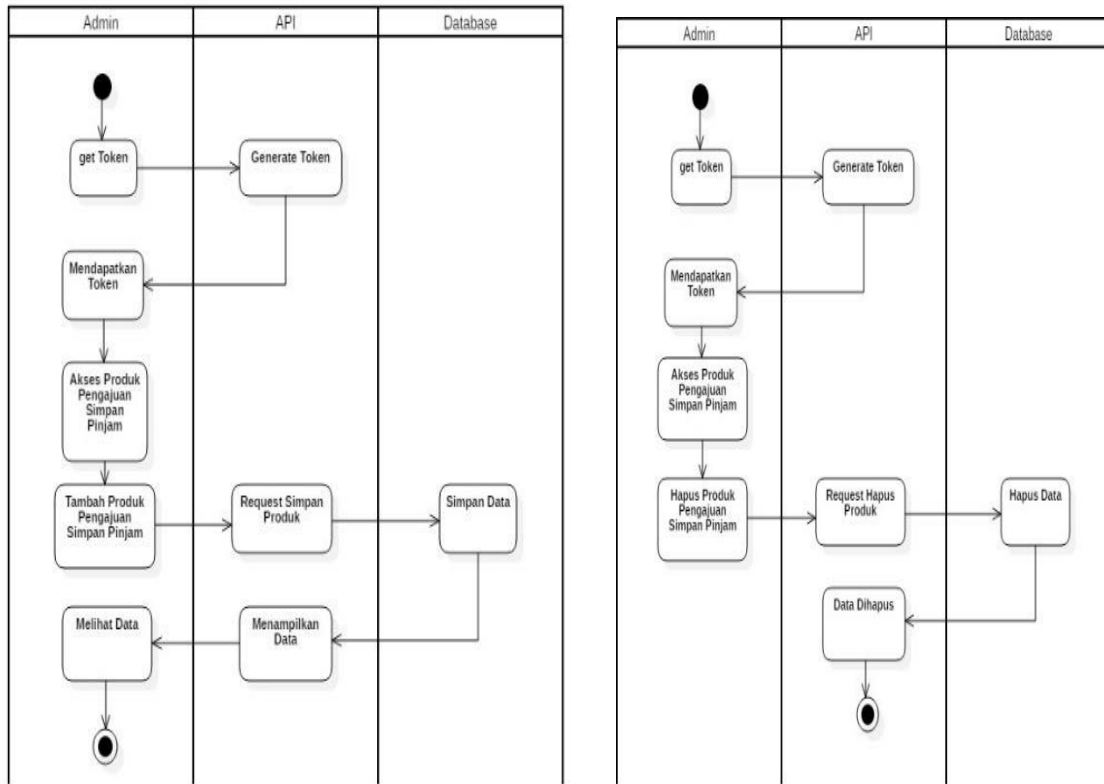 Admin
API
Database
get Token
Generate Token
Mendapatkan
Token
Akses Produk
Pengajuan
Simpan
Pinjam
Tambah Produk
Pengajuan
Simpan Pinjam
Request Simpan
Produk
Simpan Data
Melihat Data
Menampilkan
Data
Admin
API
Database
get Token
Generate Token
Mendapatkan
Token
Akses Produk
Pengajuan
Simpan Pinjam
Hapus Produk
Pengajuan
Simpan Pinjam
Request Hapus
Produk
Hapus Data
Data Dihapus